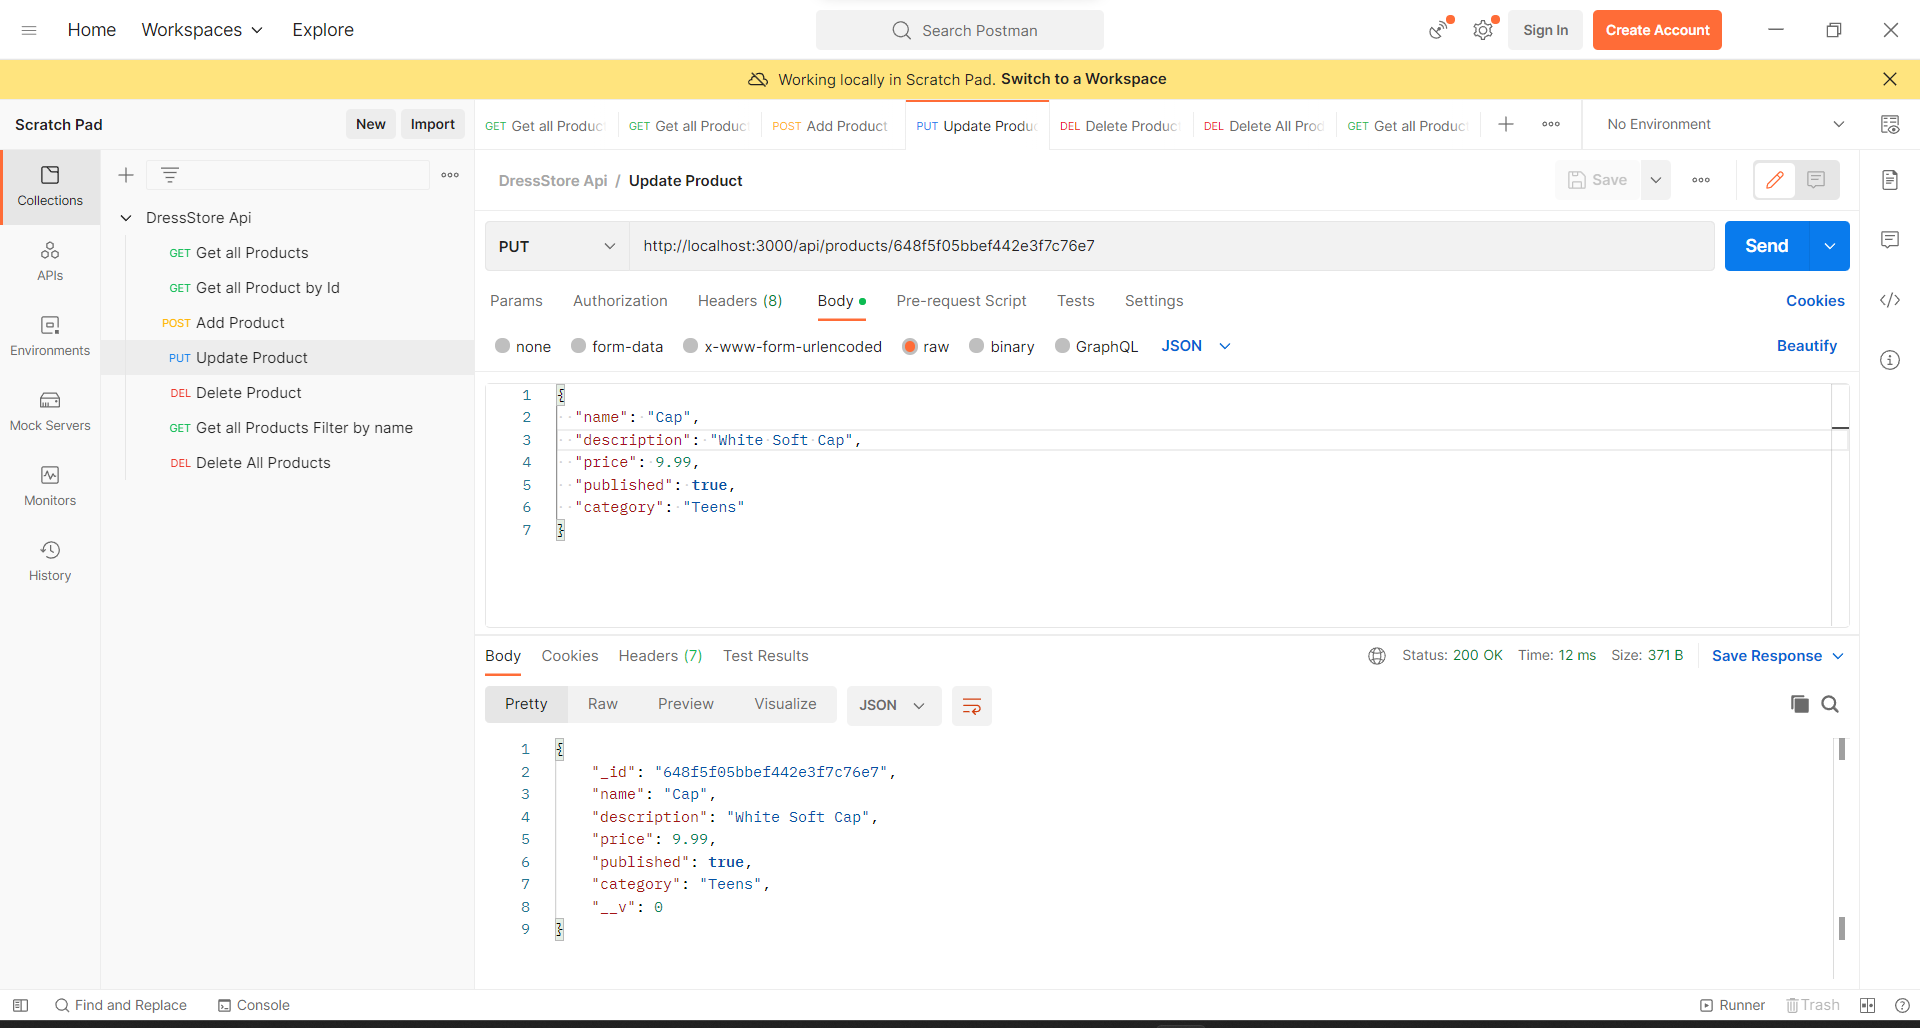 Home Workspaces Explore Search Postman Sign In Create Account
Working locally in Scratch Pad. Switch to a Workspace
Scratch Pad New Import
GET Get all Produc GET Get all Product POST Add Product PUT Update Produ DEL Delete Product DEL Delete All Prod GET Get all Product No Environment
Collections
APIs
Environments
Mock Servers
Monitors
History
DressStore Api
GET Get all Products
GET Get all Product by Id
POST Add Product
PUT Update Product
DEL Delete Product
GET Get all Products Filter by name
DEL Delete All Products
DressStore Api / Update Product Save
PUT http://localhost:3000/api/products/648f5f05bbef442e3f7c76e7 Send
Params Authorization Headers (8) Body Pre-request Script Tests Settings Cookies
none form-data x-www-form-urlencoded raw binary GraphQL JSON Beautify
1 {
2 "name": "Cap",
3 "description": "White Soft Cap",
4 "price": 9.99,
5 "published": true,
6 "category": "Teens"
7 }
Body Cookies Headers (7) Test Results Status: 200 OK Time: 12 ms Size: 371 B Save Response
Pretty Raw Preview Visualize JSON
1 {
2 "_id": "648f5f05bbef442e3f7c76e7",
3 "name": "Cap",
4 "description": "White Soft Cap",
5 "price": 9.99,
6 "published": true,
7 "category": "Teens",
8 "__v": 0
9 }
Find and Replace Console Runner Trash